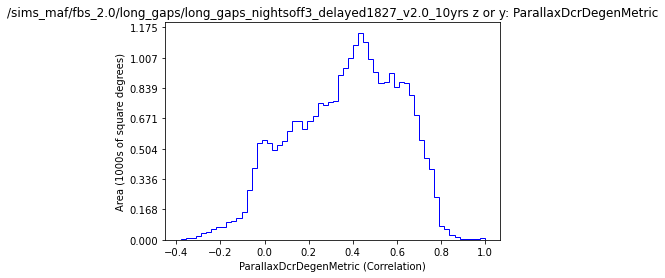 /sims_maf/fbs_2.0/long_gaps/long_gaps_nightsoff3_delayed1827_v2.0_10yrs z or y: ParallaxDcrDegenMetric
1.175
1.007
0.839
0.671
0.504
0.336
0.168
0.000
Area (1000s of square degrees)
−0.4 −0.2 0.0 0.2 0.4 0.6 0.8 1.0
ParallaxDcrDegenMetric (Correlation)